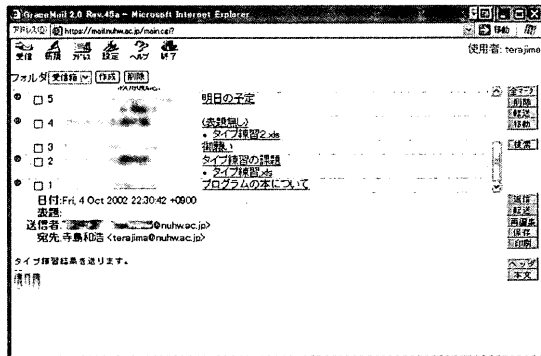 GraceMail 2.0 Rev.45a - Microsoft Internet Explorer
アドレス(D) https://mail.nuhw.ac.jp/main.cgi? 移動
受信 新規 アドレス 設定 ヘルプ 終了
使用者: terajima
フォルダ 受信箱 作成 削除
5 明日の予定
4 (表題無し)
• タイプ練習2.xls
3 御願い
2 タイプ練習の課題
• タイプ練習.xls
1 プログラムの本について
全マーク
削除
転送
移動
検索
日付:Fri, 4 Oct 2002 22:30:42 +0900
表題:
送信者: @nuhw.ac.jp>
宛先:寺島和浩 <terajima@nuhw.ac.jp>
返信
転送
再編集
保存
印刷
ヘッダ
本文
タイプ練習結果を送ります。